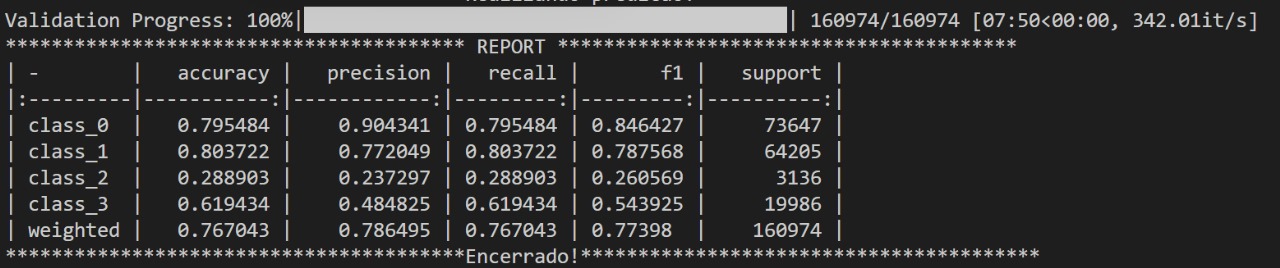 Validation Progress: 100%| | 160974/160974 [07:50<00:00, 342.01it/s]
**************************************** REPORT ****************************************
| - | accuracy | precision | recall | f1 | support |
|:---------|-----------:|------------:|---------:|---------:|----------:|
| class_0 | 0.795484 | 0.904341 | 0.795484 | 0.846427 | 73647 |
| class_1 | 0.803722 | 0.772049 | 0.803722 | 0.787568 | 64205 |
| class_2 | 0.288903 | 0.237297 | 0.288903 | 0.260569 | 3136 |
| class_3 | 0.619434 | 0.484825 | 0.619434 | 0.543925 | 19986 |
| weighted | 0.767043 | 0.786495 | 0.767043 | 0.77398 | 160974 |
****************************************Encerrado!****************************************